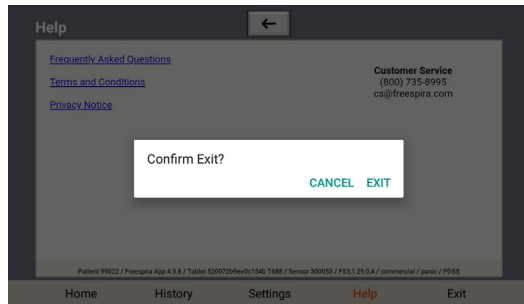 Help
Frequently Asked Questions
Terms and Conditions
Privacy Notice
Customer Service
(800) 735-8995
cs@freespira.com
Confirm Exit?
CANCEL EXIT
Patient 99022 / Freespira App 4.3.8 / Tablet 520072b9ee0c154b T688 / Sensor 300053 / FS3,1.29.0,A / commercial / panic / PDSS
Home History Settings Help Exit